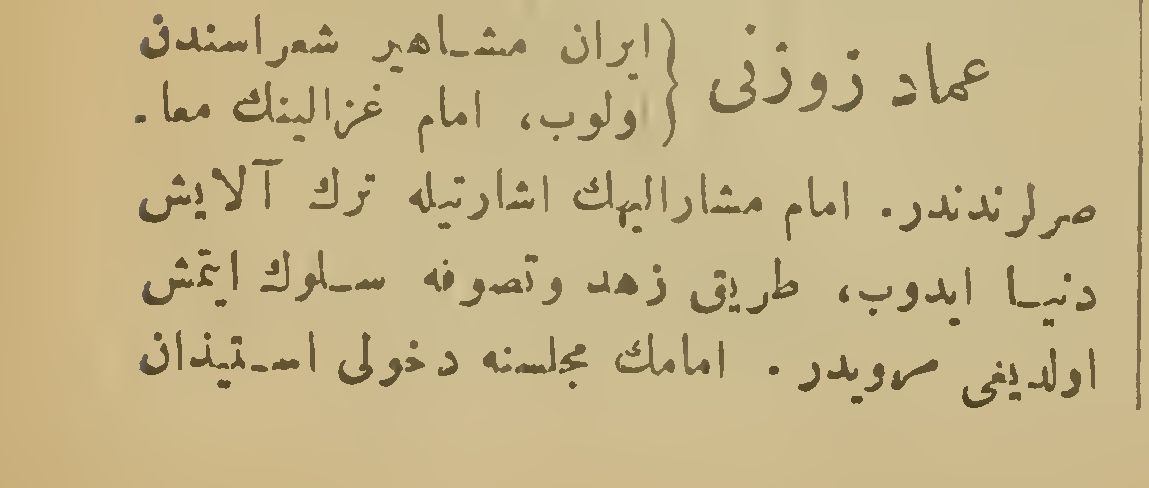 عماد زوزنی { ایران مشاهیر شعراسندن
اولوب، امام غزالینك معا-
صرلرندندر. امام مشارالیهك اشارتیله ترك آلایش
دنیا ایدوب، طریق زهد وتصوفه سلوك ایتمش
اولدیغی مرویدر. امامك مجلسنه دخولی استیذان